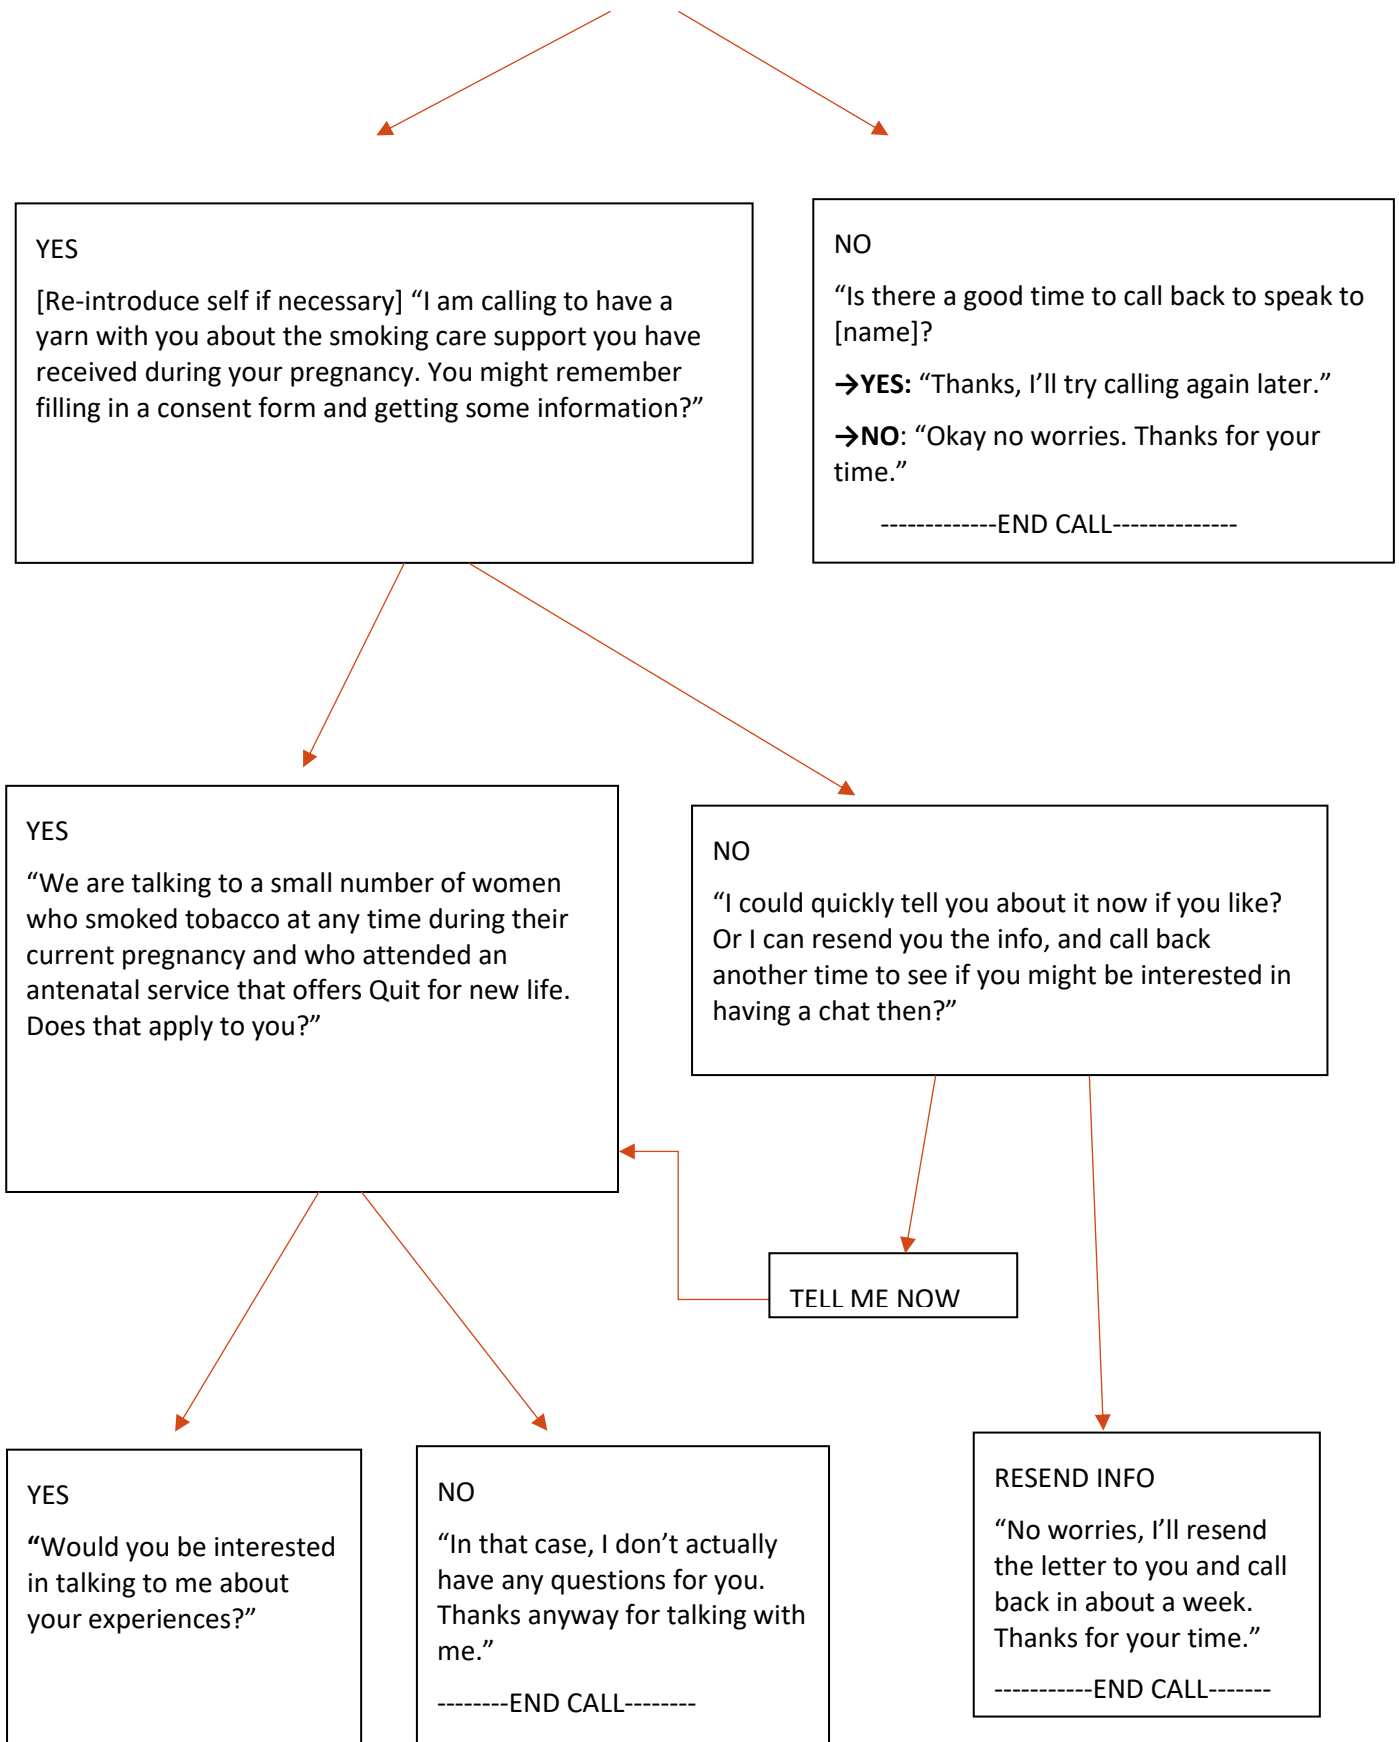 YES
[Re-introduce self if necessary] “I am calling to have a
yarn with you about the smoking care support you have
received during your pregnancy. You might remember
filling in a consent form and getting some information?”
NO
“Is there a good time to call back to speak to
[name]?
→YES: “Thanks, I’ll try calling again later.”
→NO: “Okay no worries. Thanks for your
time.”
-------------END CALL--------------
YES
“We are talking to a small number of women
who smoked tobacco at any time during their
current pregnancy and who attended an
antenatal service that offers Quit for new life.
Does that apply to you?”
NO
“I could quickly tell you about it now if you like?
Or I can resend you the info, and call back
another time to see if you might be interested in
having a chat then?”
TELL ME NOW
YES
“Would you be interested
in talking to me about
your experiences?”
NO
“In that case, I don’t actually
have any questions for you.
Thanks anyway for talking with
me.”
--------END CALL--------
RESEND INFO
“No worries, I’ll resend
the letter to you and call
back in about a week.
Thanks for your time.”
-----------END CALL-------